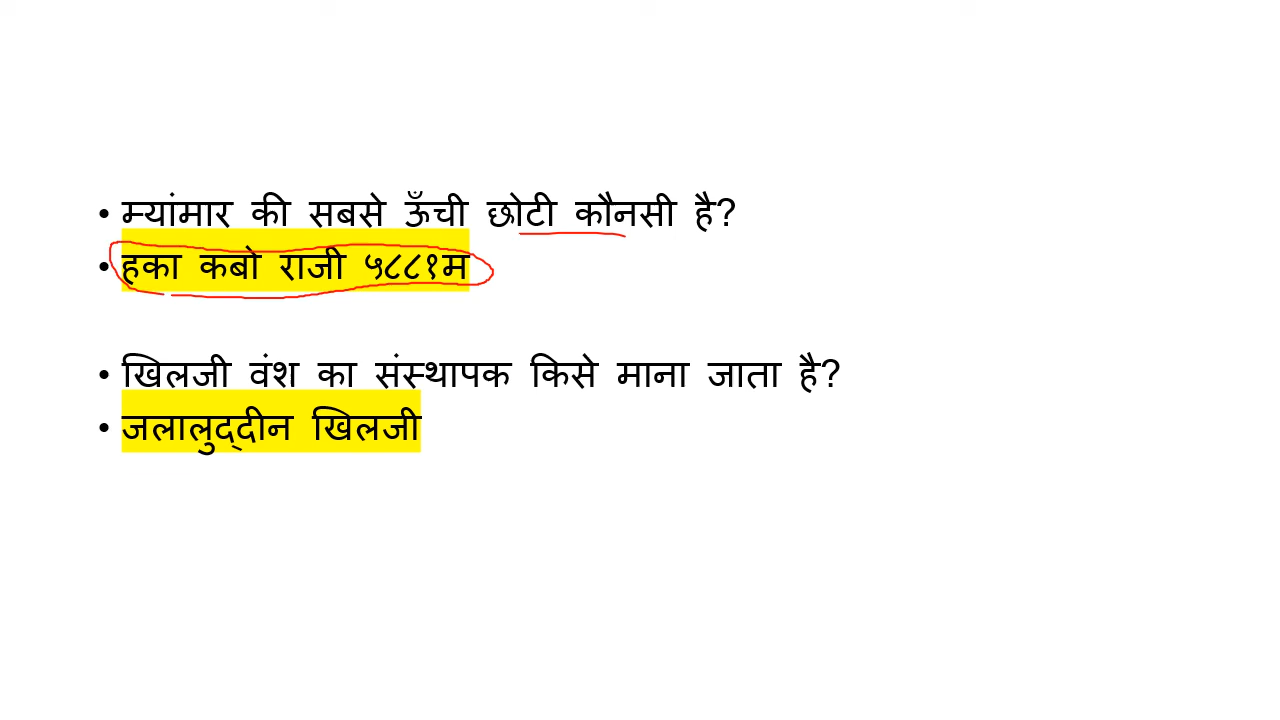 • म्यांमार की सबसे ऊँची छोटी कौनसी है?
• हका कबो राजी ५८८१म
• खिलजी वंश का संस्थापक किसे माना जाता है?
• जलालुद्दीन खिलजी